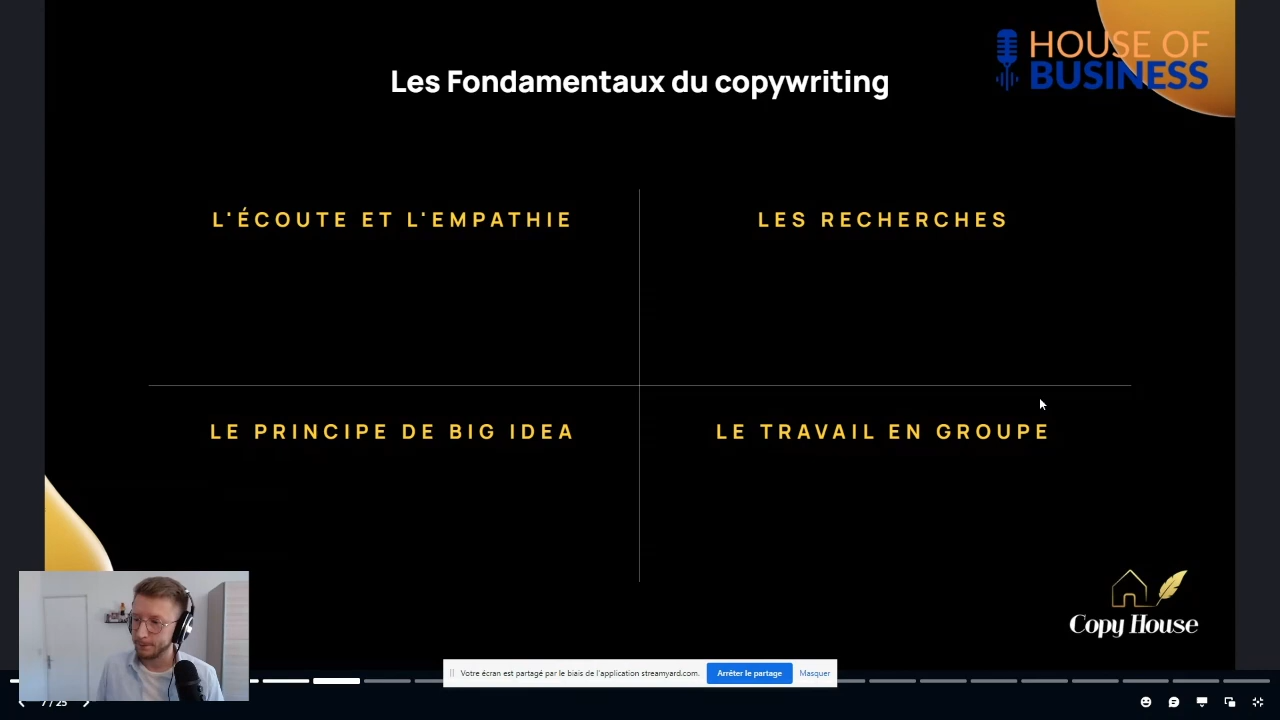 HOUSE OF
BUSINESS
Les Fondamentaux du copywriting
L'ÉCOUTE ET L'EMPATHIE
LES RECHERCHES
LE PRINCIPE DE BIG IDEA
LE TRAVAIL EN GROUPE
Copy House
Votre écran est partagé par le biais de l'application streamyard.com.
Arrêter le partage
Masquer
7 / 25